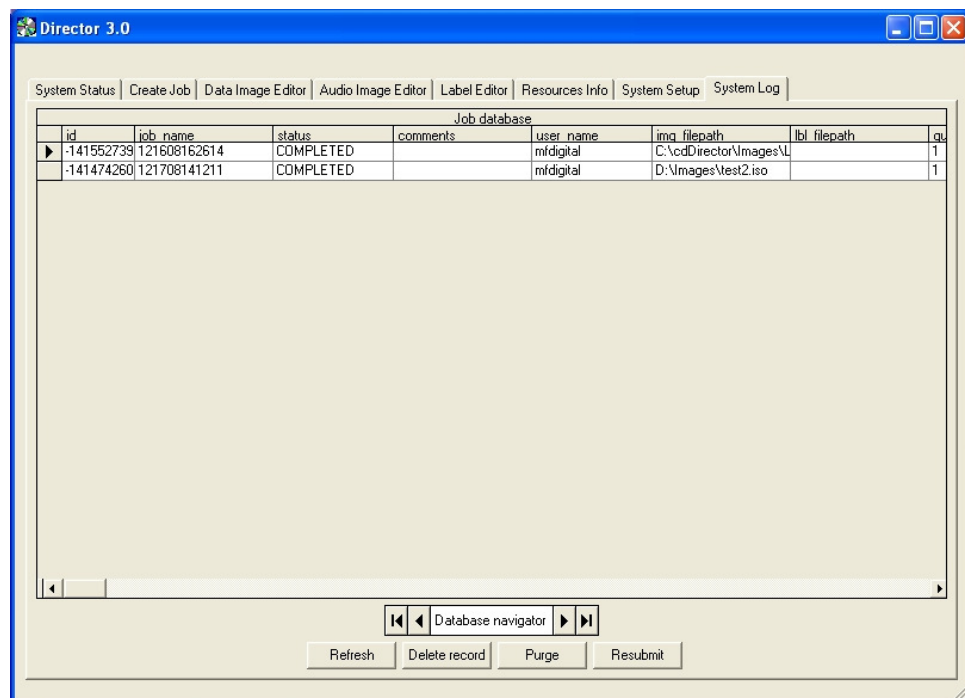 Director 3.0
System Status Create Job Data Image Editor Audio Image Editor Label Editor Resources Info System Setup System Log
Job database
id job_name status comments user_name img_filepath lbl_filepath qu
-141552739 121608162614 COMPLETED mfdigital C:\cdDirector\Images\L 1
-141474260 121708141211 COMPLETED mfdigital D:\Images\test2.iso 1
Database navigator
Refresh Delete record Purge Resubmit